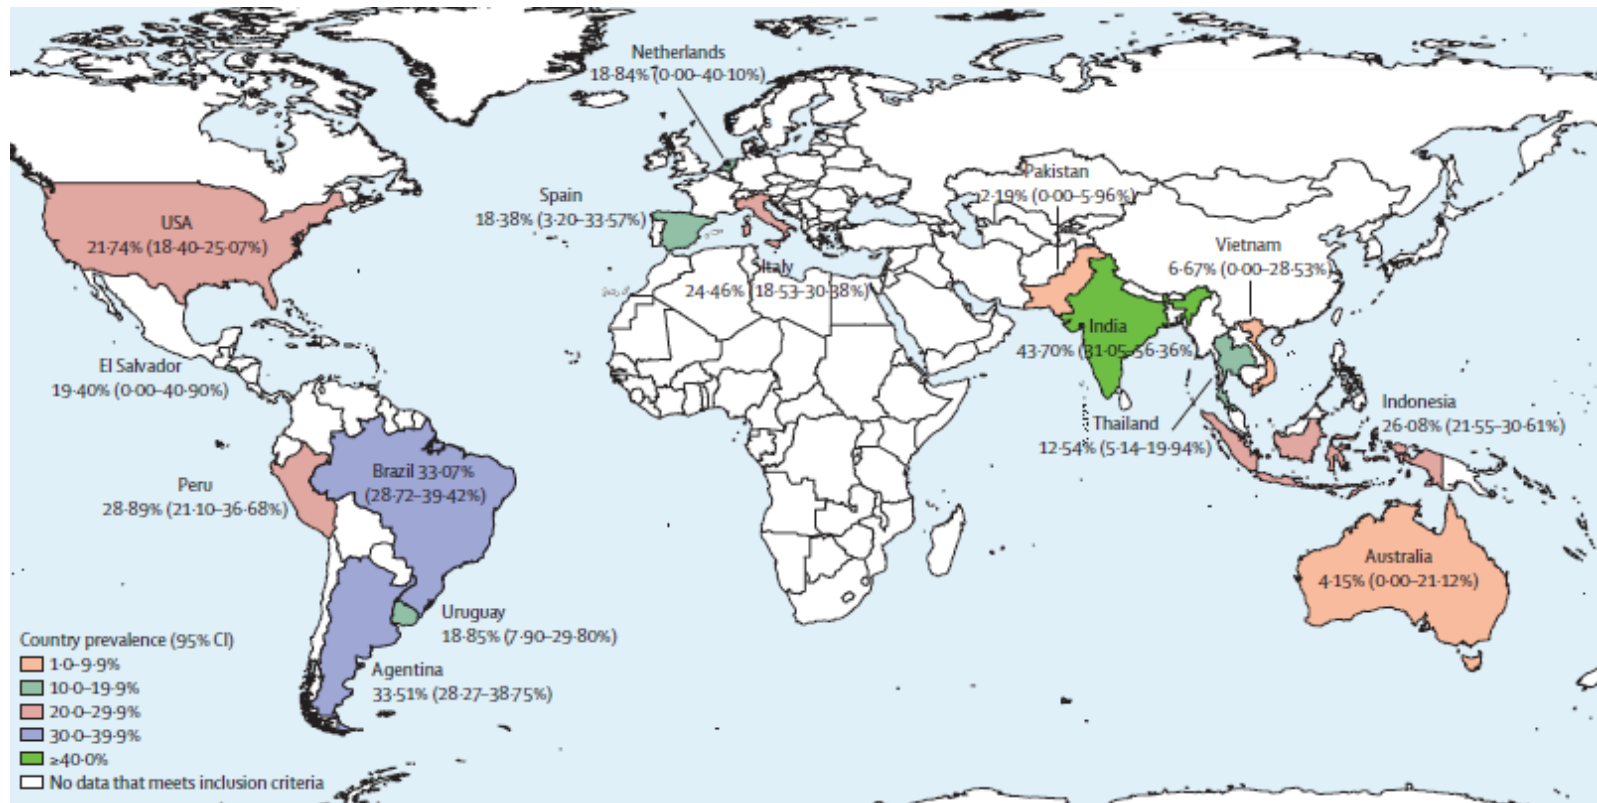 Netherlands
18·84% (0·00–40·10%)
Pakistan
2·19% (0·00–5·96%)
Spain
18·38% (3·20–33·57%)
USA
21·74% (18·40–25·07%)
Vietnam
6·67% (0·00–28·53%)
Italy
24·46% (18·53–30·38%)
India
43·70% (31·05–56·36%)
El Salvador
19·40% (0·00–40·90%)
Indonesia
26·08% (21·55–30·61%)
Thailand
12·54% (5·14–19·94%)
Brazil 33·07%
(28·72–39·42%)
Peru
28·89% (21·10–36·68%)
Australia
4·15% (0·00–21·12%)
Uruguay
18·85% (7·90–29·80%)
Agentina
33·51% (28·27–38·75%)
Country prevalence (95% CI)
1·0–9·9%
10·0–19·9%
20·0–29·9%
30·0–39·9%
≥40·0%
No data that meets inclusion criteria